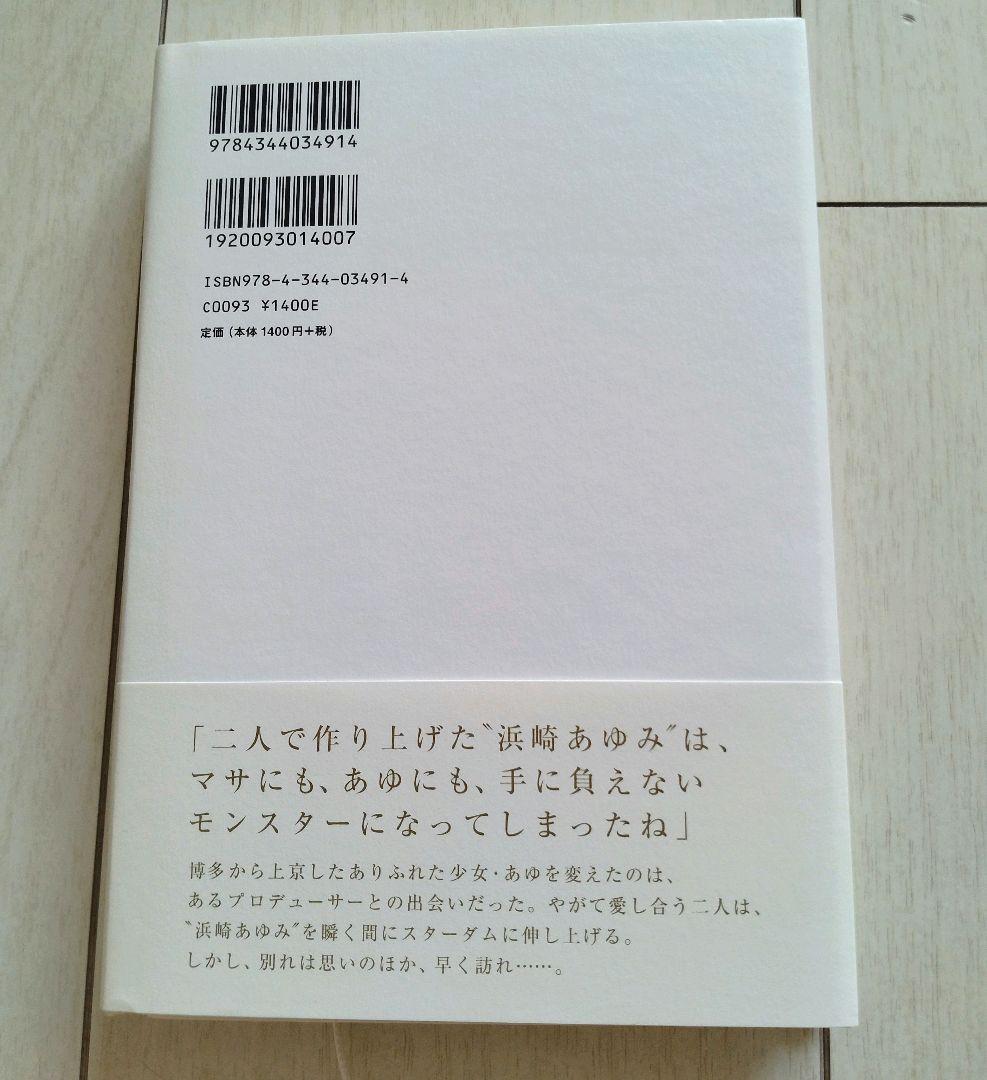 9784344034914
1920093014007
ISBN978-4-344-03491-4
C0093 ¥1400E
定価（本体1400円+税）
「二人で作り上げた〝浜崎あゆみ〟は、
マサにも、あゆにも、手に負えない
モンスターになってしまったね」
博多から上京したありふれた少女・あゆを変えたのは、
あるプロデューサーとの出会いだった。やがて愛し合う二人は、
〝浜崎あゆみ〟を瞬く間にスターダムに伸し上げる。
しかし、別れは思いのほか、早く訪れ……。